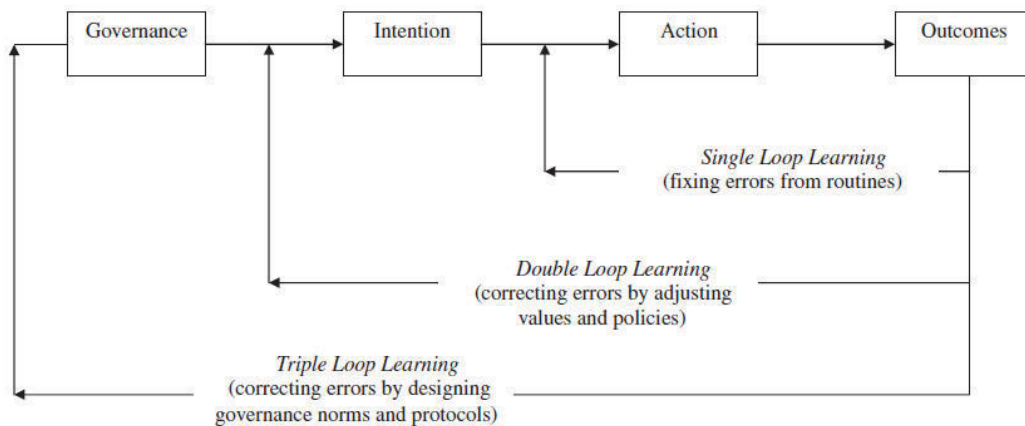 Governance
Intention
Action
Outcomes
Single Loop Learning
(fixing errors from routines)
Double Loop Learning
(correcting errors by adjusting
values and policies)
Triple Loop Learning
(correcting errors by designing
governance norms and protocols)